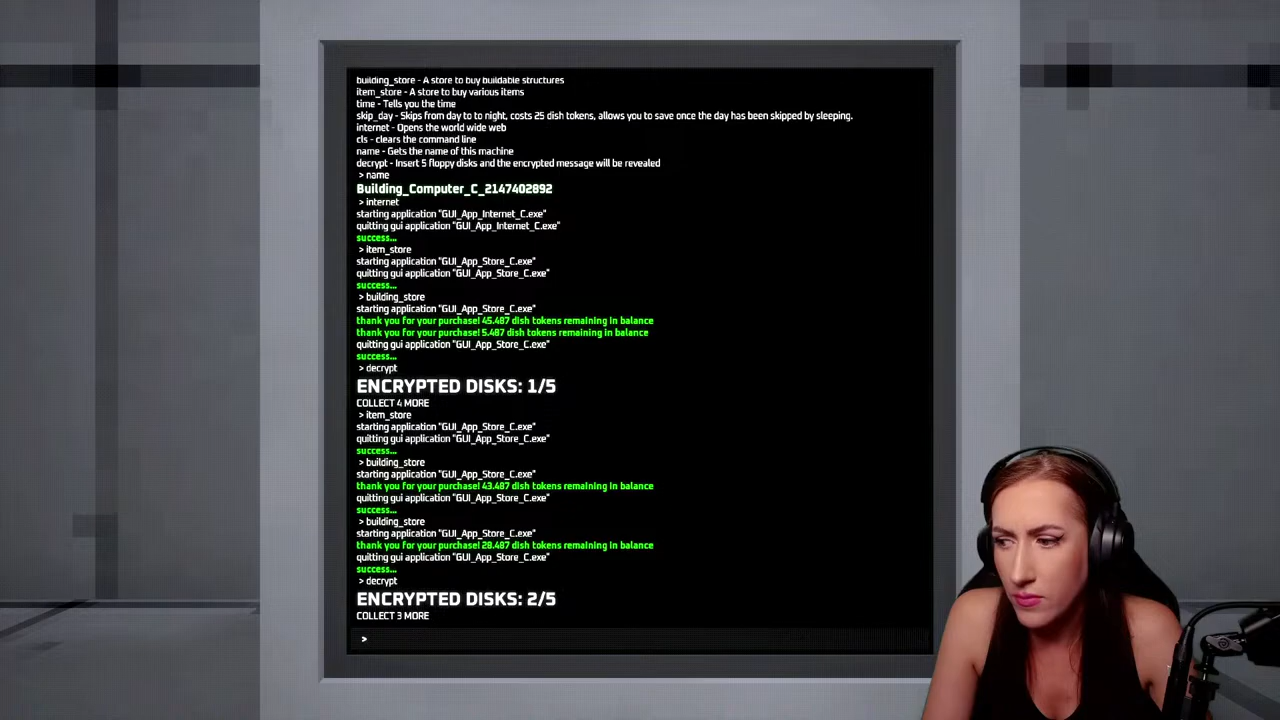 building_store - A store to buy buildable structures
item_store - A store to buy various items
time - Tells you the time
skip_day - Skips from day to to night, costs 25 dish tokens, allows you to save once the day has been skipped by sleeping.
internet - Opens the world wide web
cls - clears the command line
name - Gets the name of this machine
decrypt - Insert 5 floppy disks and the encrypted message will be revealed
> name
Building_Computer_C_2147402892
> internet
starting application "GUI_App_Internet_C.exe"
quitting gui application "GUI_App_Internet_C.exe"
success...
> item_store
starting application "GUI_App_Store_C.exe"
quitting gui application "GUI_App_Store_C.exe"
success...
> building_store
starting application "GUI_App_Store_C.exe"
thank you for your purchase! 45.487 dish tokens remaining in balance
thank you for your purchase! 5.487 dish tokens remaining in balance
quitting gui application "GUI_App_Store_C.exe"
success...
> decrypt
ENCRYPTED DISKS: 1/5
COLLECT 4 MORE
> item_store
starting application "GUI_App_Store_C.exe"
quitting gui application "GUI_App_Store_C.exe"
success...
> building_store
starting application "GUI_App_Store_C.exe"
thank you for your purchase! 43.487 dish tokens remaining in balance
quitting gui application "GUI_App_Store_C.exe"
success...
> building_store
starting application "GUI_App_Store_C.exe"
thank you for your purchase! 28.487 dish tokens remaining in balance
quitting gui application "GUI_App_Store_C.exe"
success...
> decrypt
ENCRYPTED DISKS: 2/5
COLLECT 3 MORE
>